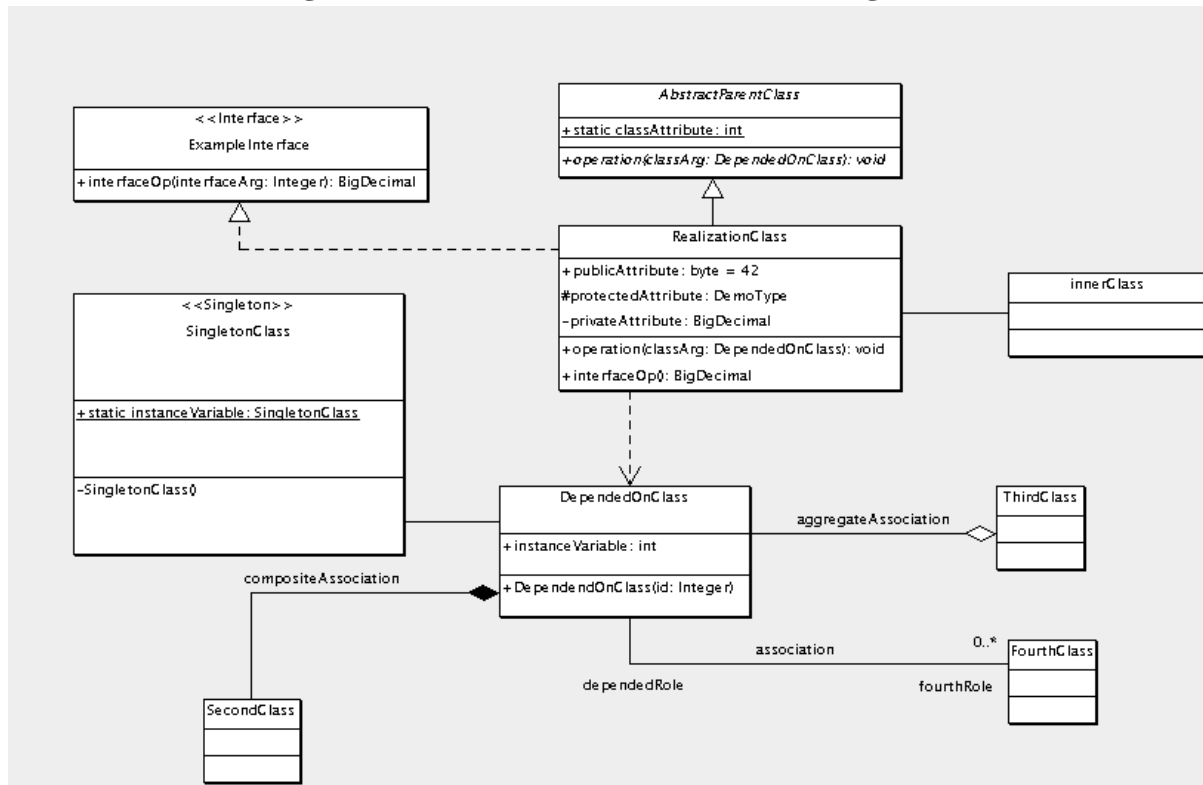 AbstractParentClass
+ static classAttribute: int
+operation(classArg: DependedOnClass): void
<<Interface>>
ExampleInterface
+interfaceOp(interfaceArg: Integer): BigDecimal
RealizationClass
+ publicAttribute: byte = 42
#protectedAttribute: DemoType
-privateAttribute: BigDecimal
+operation(classArg: DependedOnClass): void
+interfaceOp(): BigDecimal
innerClass
<<Singleton>>
SingletonClass
+static instanceVariable: SingletonClass
-SingletonClass()
DependedOnClass
+instanceVariable: int
+DependendOnClass(id: Integer)
aggregateAssociation
ThirdClass
compositeAssociation
association
0..*
FourthClass
dependedRole
fourthRole
SecondClass